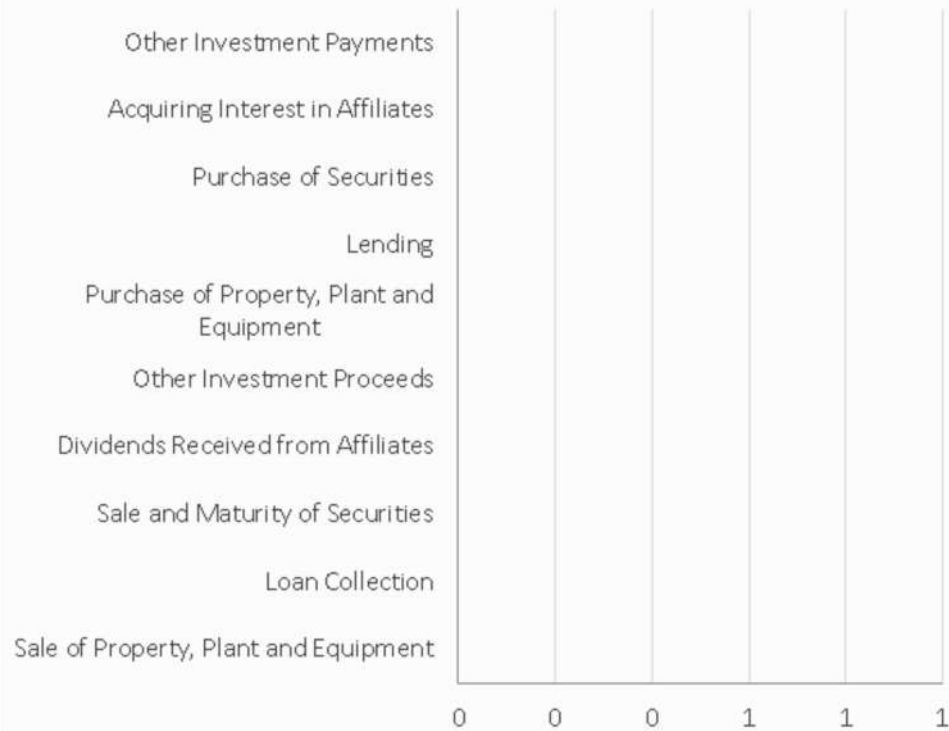 Other Investment Payments
Acquiring Interest in Affiliates
Purchase of Securities
Lending
Purchase of Property, Plant and
Equipment
Other Investment Proceeds
Dividends Received from Affiliates
Sale and Maturity of Securities
Loan Collection
Sale of Property, Plant and Equipment
0 0 0 1 1 1